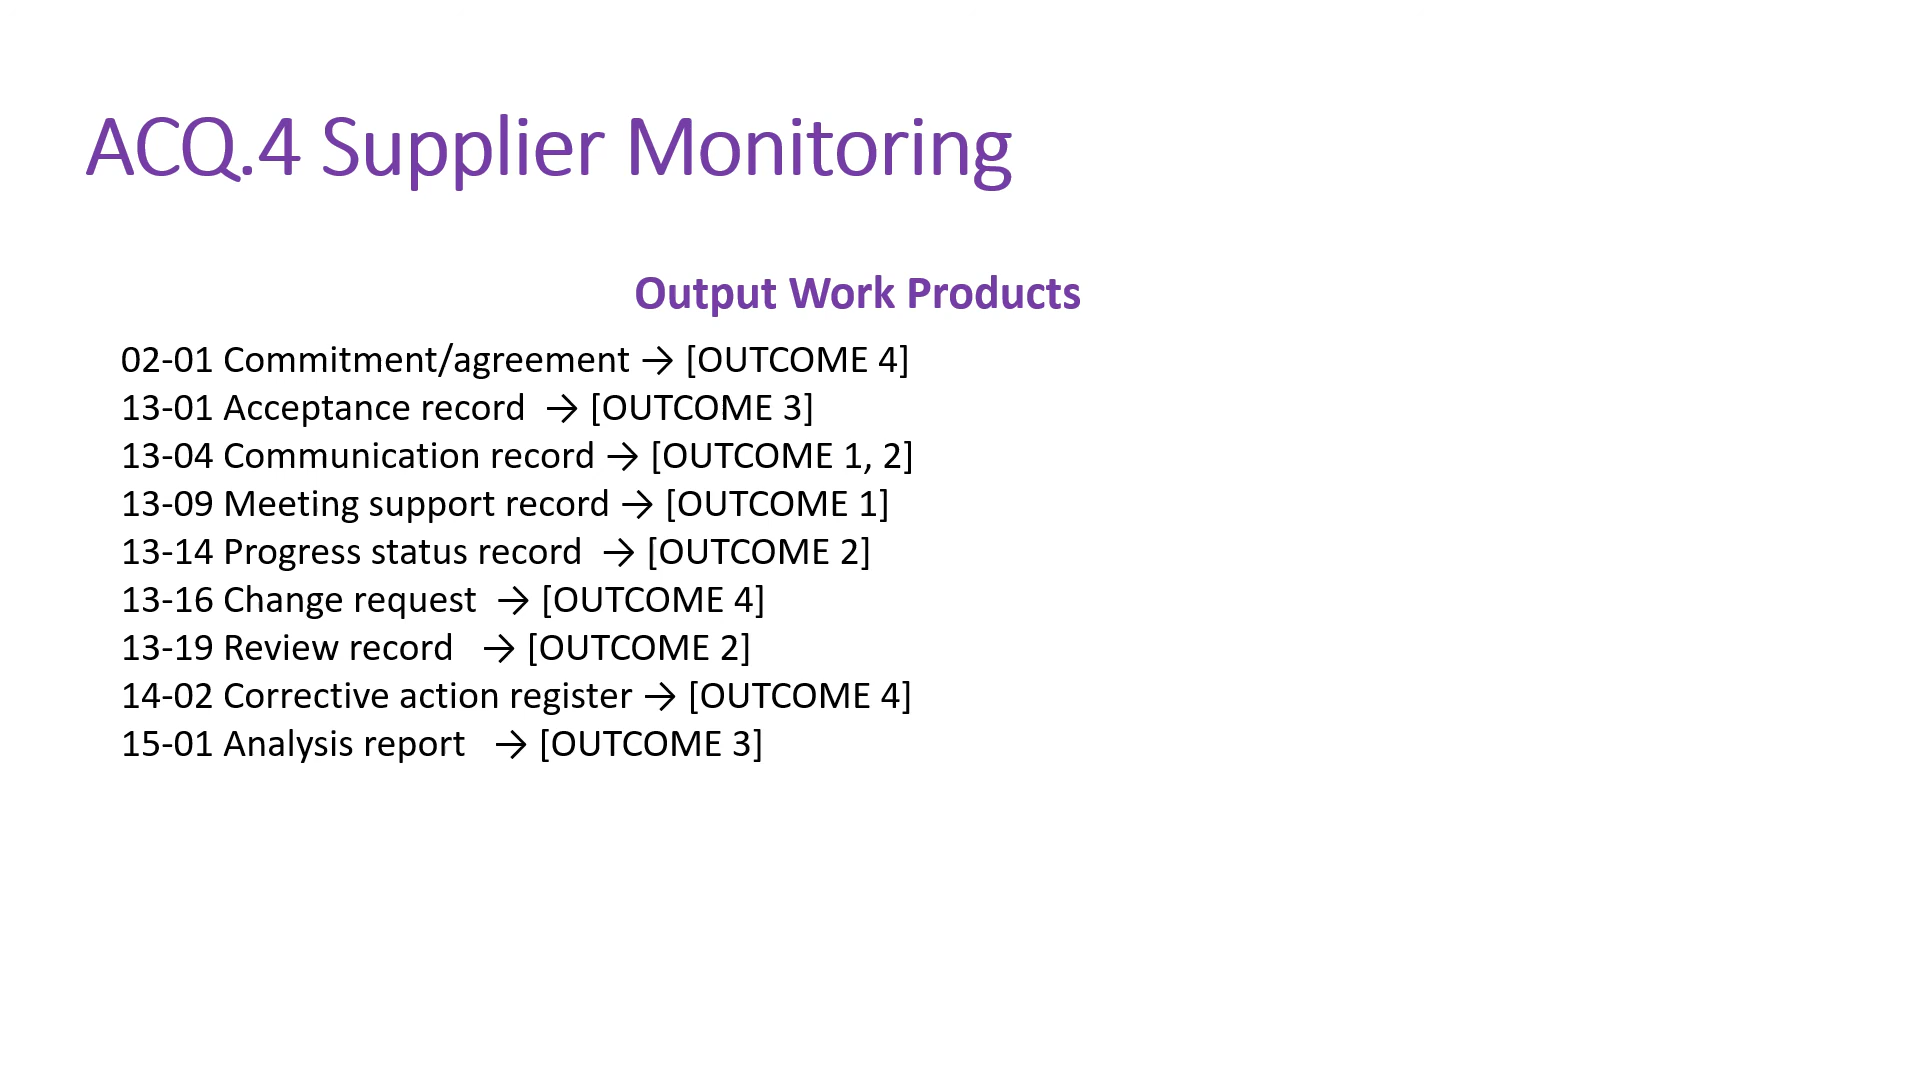 ACQ.4 Supplier Monitoring
Output Work Products
02-01 Commitment/agreement → [OUTCOME 4]
13-01 Acceptance record → [OUTCOME 3]
13-04 Communication record → [OUTCOME 1, 2]
13-09 Meeting support record → [OUTCOME 1]
13-14 Progress status record → [OUTCOME 2]
13-16 Change request → [OUTCOME 4]
13-19 Review record → [OUTCOME 2]
14-02 Corrective action register → [OUTCOME 4]
15-01 Analysis report → [OUTCOME 3]